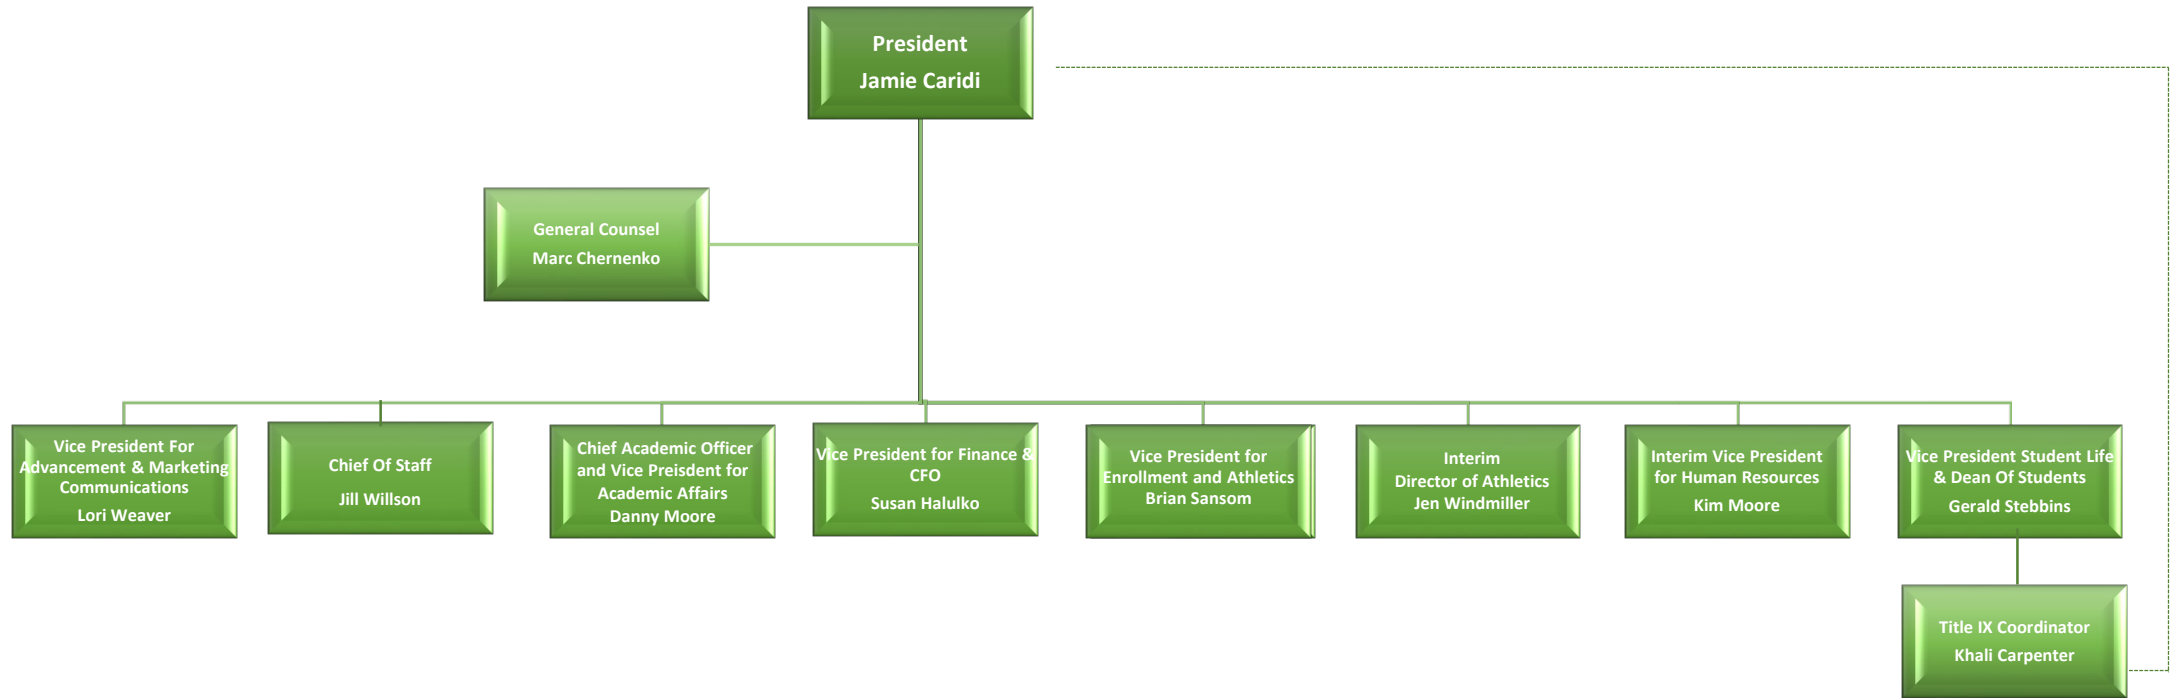 President
Jamie Caridi
General Counsel
Marc Chernenko
Vice President For
Advancement & Marketing
Communications
Lori Weaver
Chief Of Staff
Jill Willson
Chief Academic Officer
and Vice Preisdent for
Academic Affairs
Danny Moore
Vice President for Finance &
CFO
Susan Halulko
Vice President for
Enrollment and Athletics
Brian Sansom
Interim
Director of Athletics
Jen Windmiller
Interim Vice President
for Human Resources
Kim Moore
Vice President Student Life
& Dean Of Students
Gerald Stebbins
Title IX Coordinator
Khali Carpenter